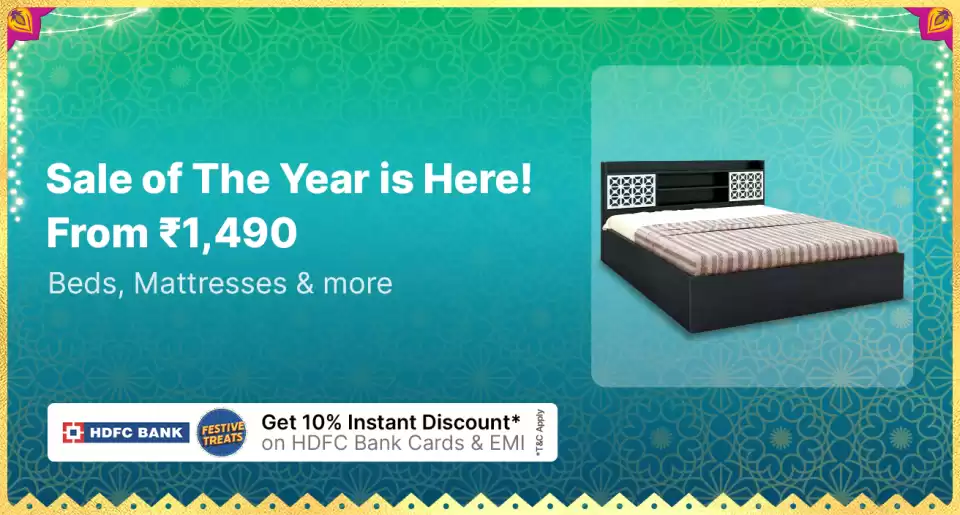 Sale of The Year is Here!
From ₹1,490
Beds, Mattresses & more
HDFC BANK
FESTIVE
TREATS
Get 10% Instant Discount*
on HDFC Bank Cards & EMI
*T&C Apply